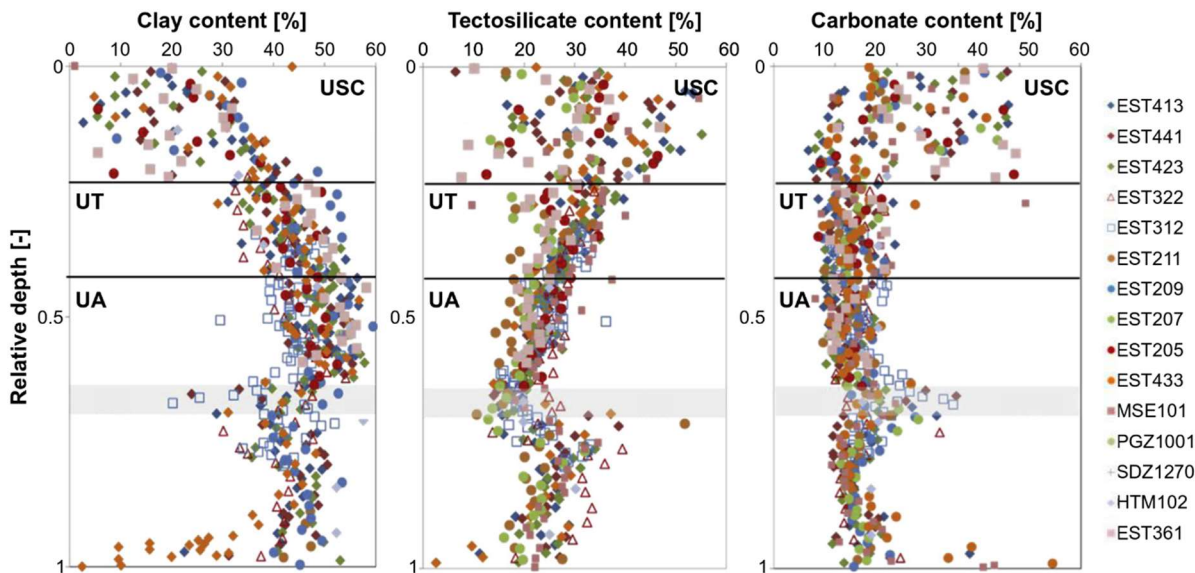 Clay content [%] Tectosilicate content [%] Carbonate content [%]
0 10 20 30 40 50 60 0 10 20 30 40 50 60 0 10 20 30 40 50 60
0 0 0
USC USC USC
UT UT UT
UA UA UA
0.5 0.5 0.5
1 1 1
Relative depth [-]
EST413
EST441
EST423
EST322
EST312
EST211
EST209
EST207
EST205
EST433
MSE101
PGZ1001
SDZ1270
HTM102
EST361